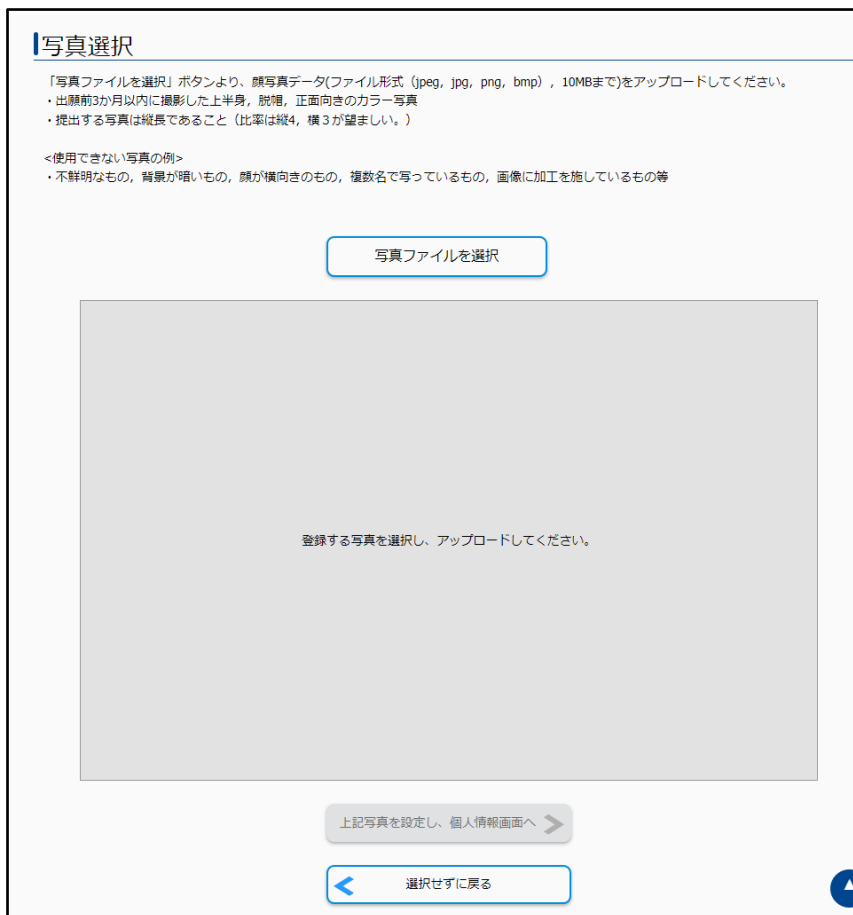 写真選択
「写真ファイルを選択」ボタンより、顔写真データ(ファイル形式（jpeg，jpg，png，bmp），10MBまで)をアップロードしてください。
・出願前3か月以内に撮影した上半身，脱帽，正面向きのカラー写真
・提出する写真は縦長であること（比率は縦4，横３が望ましい。）
<使用できない写真の例>
・不鮮明なもの，背景が暗いもの，顔が横向きのもの，複数名で写っているもの，画像に加工を施しているもの等
写真ファイルを選択
登録する写真を選択し、アップロードしてください。
上記写真を設定し、個人情報画面へ
選択せずに戻る